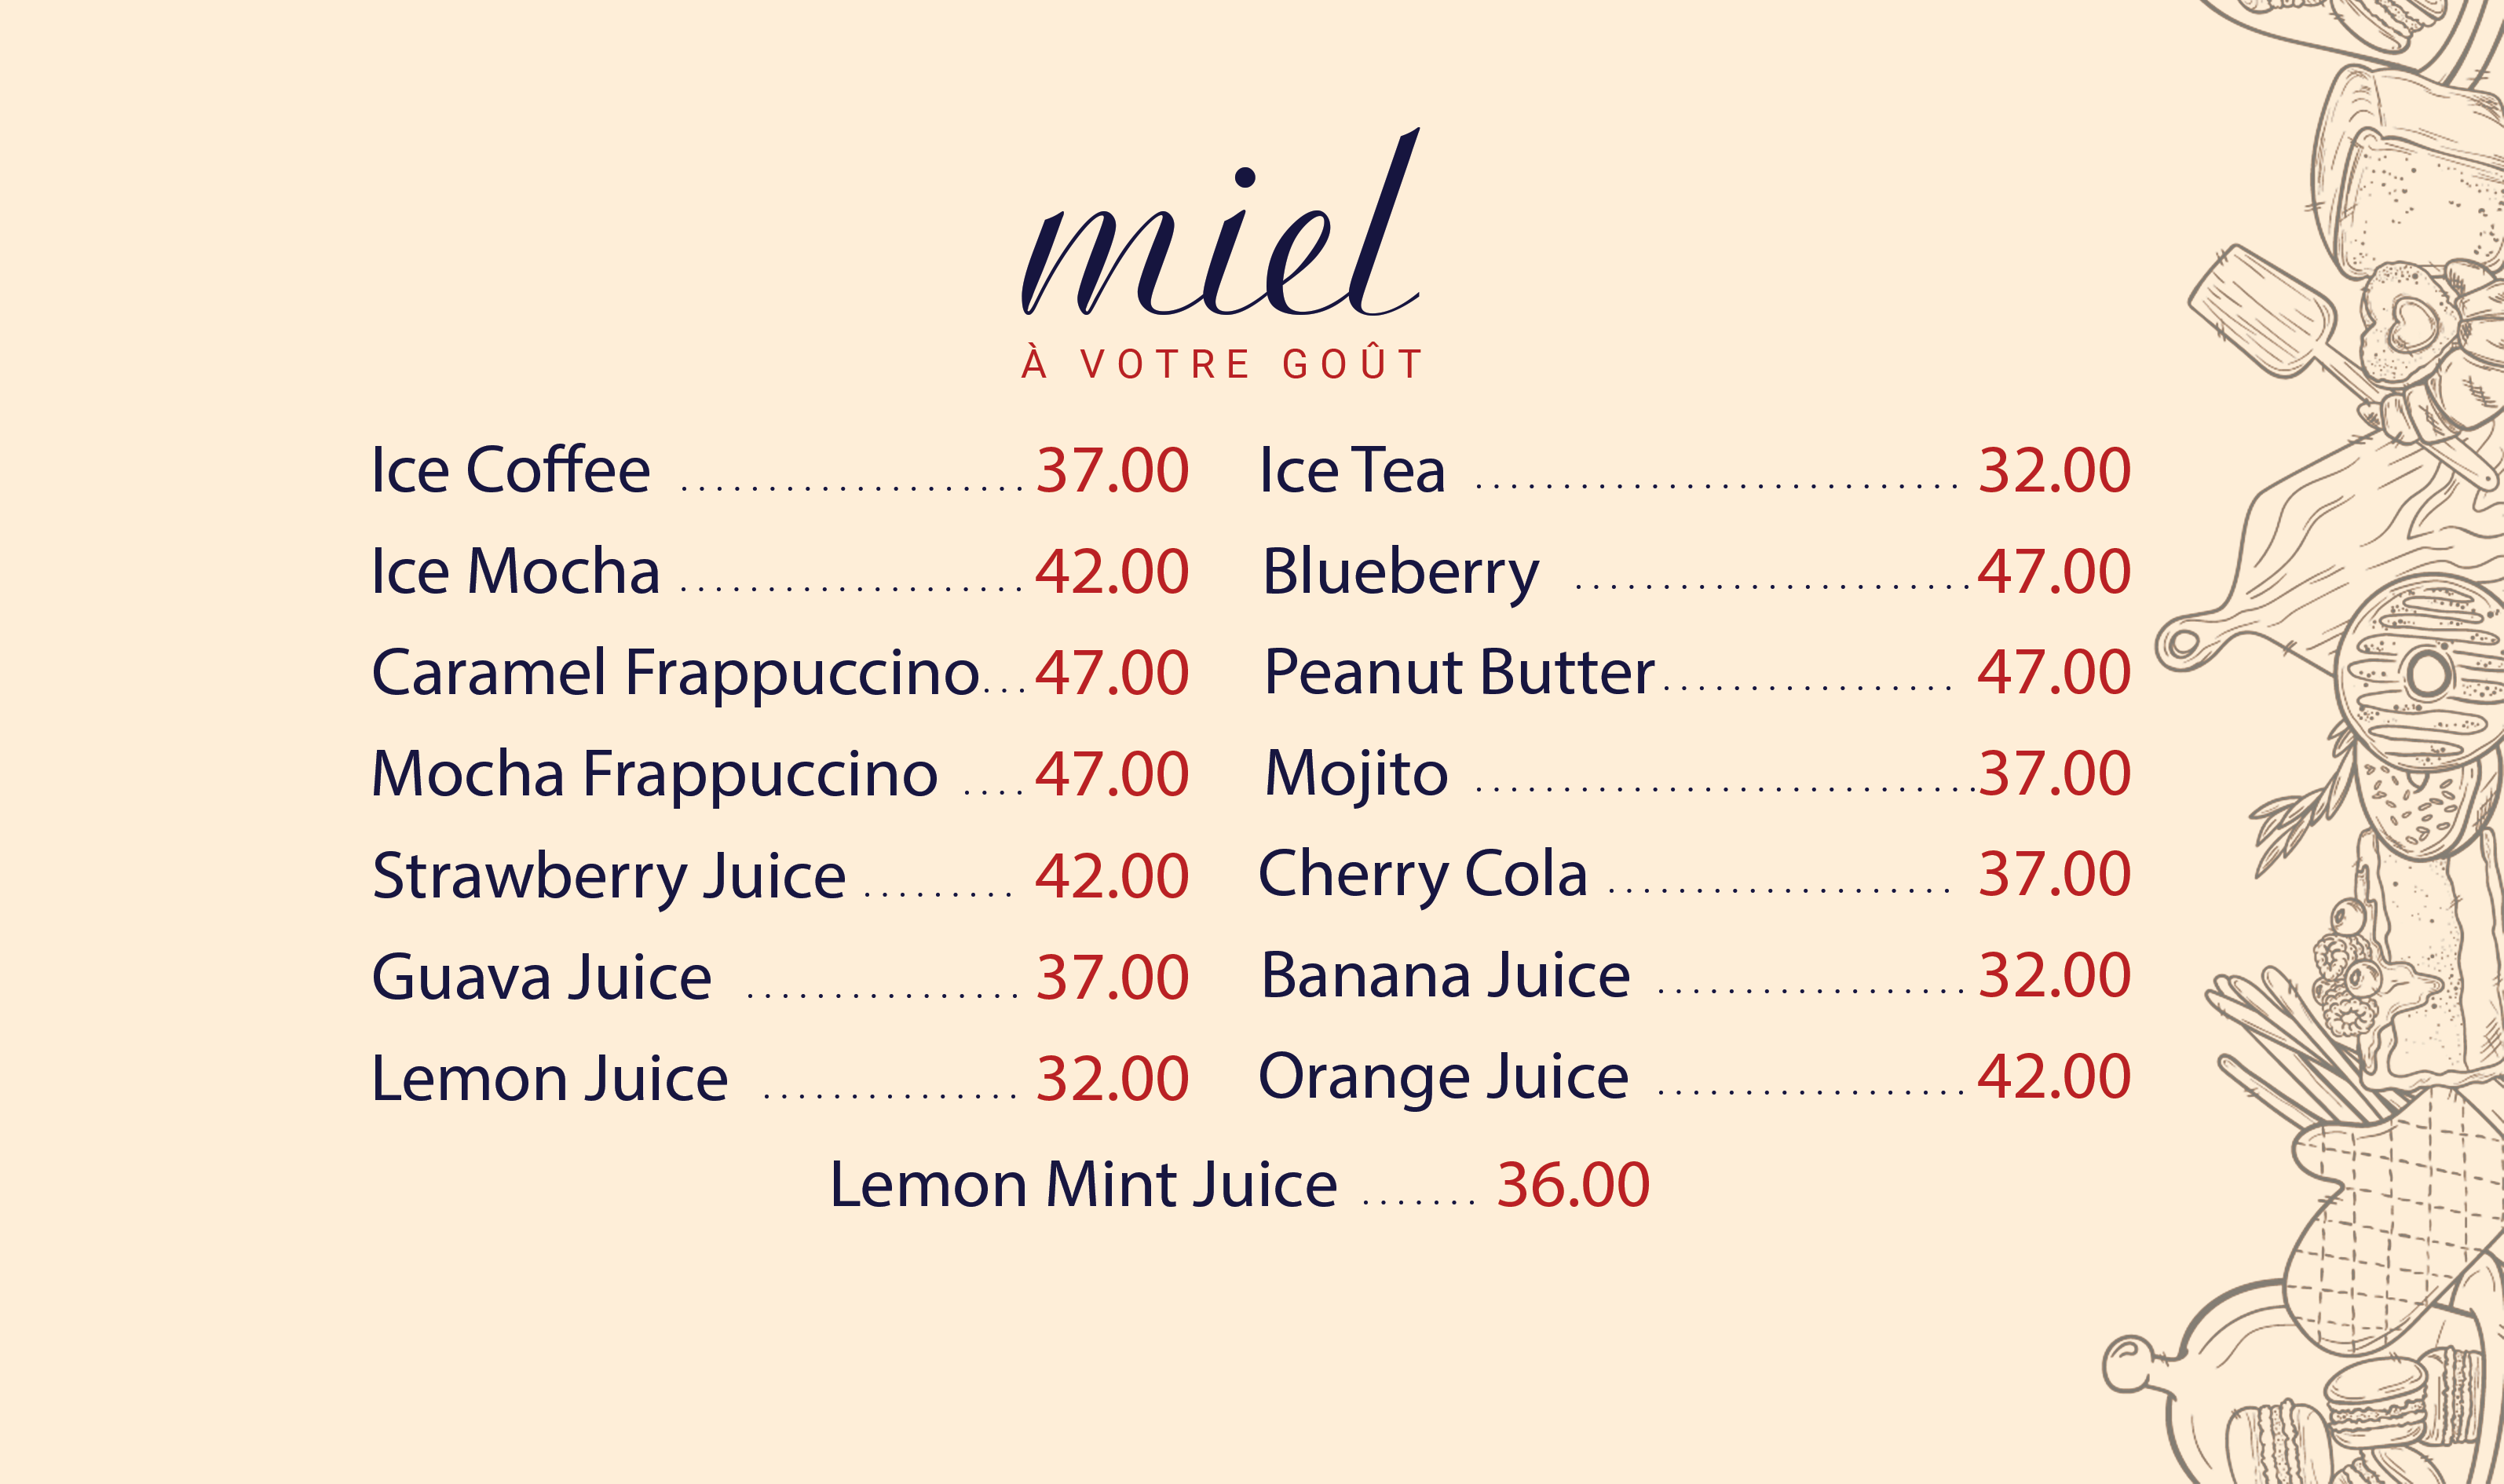 miel
À VOTRE GOÛT
Ice Coffee ................... 37.00
Ice Mocha .................... 42.00
Caramel Frappuccino... 47.00
Mocha Frappuccino .... 47.00
Strawberry Juice ......... 42.00
Guava Juice ................ 37.00
Lemon Juice ............... 32.00
Ice Tea ............................ 32.00
Blueberry ....................... 47.00
Peanut Butter................. 47.00
Mojito ............................. 37.00
Cherry Cola .................... 37.00
Banana Juice .................. 32.00
Orange Juice .................. 42.00
Lemon Mint Juice ....... 36.00